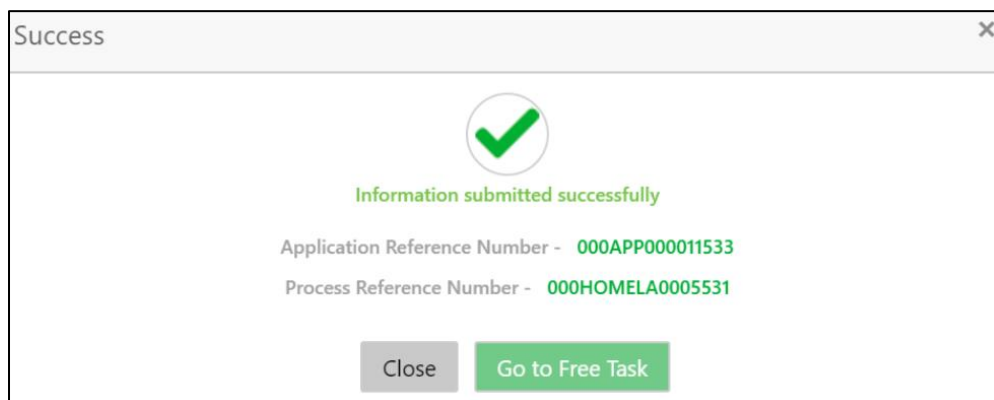 Success
Information submitted successfully
Application Reference Number - 000APP000011533
Process Reference Number - 000HOMELA0005531
Close
Go to Free Task